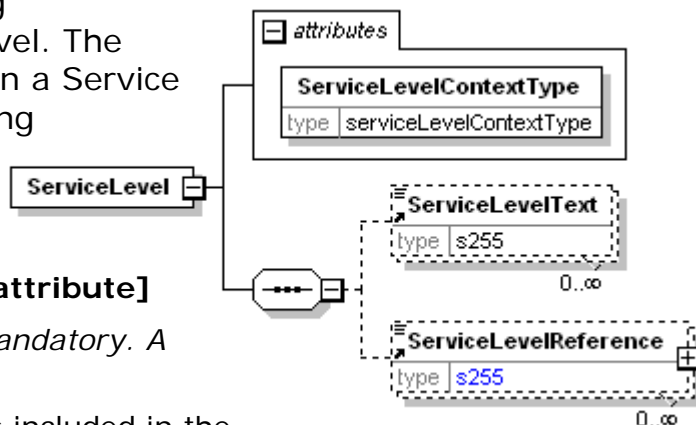 vel. The
n a Service
ng
attributes
ServiceLevelContextType
type serviceLevelContextType
ServiceLevel
ServiceLevelText
type s255
0..∞
attribute]
andatory. A
ServiceLevelReference
type s255
0..∞
included in the